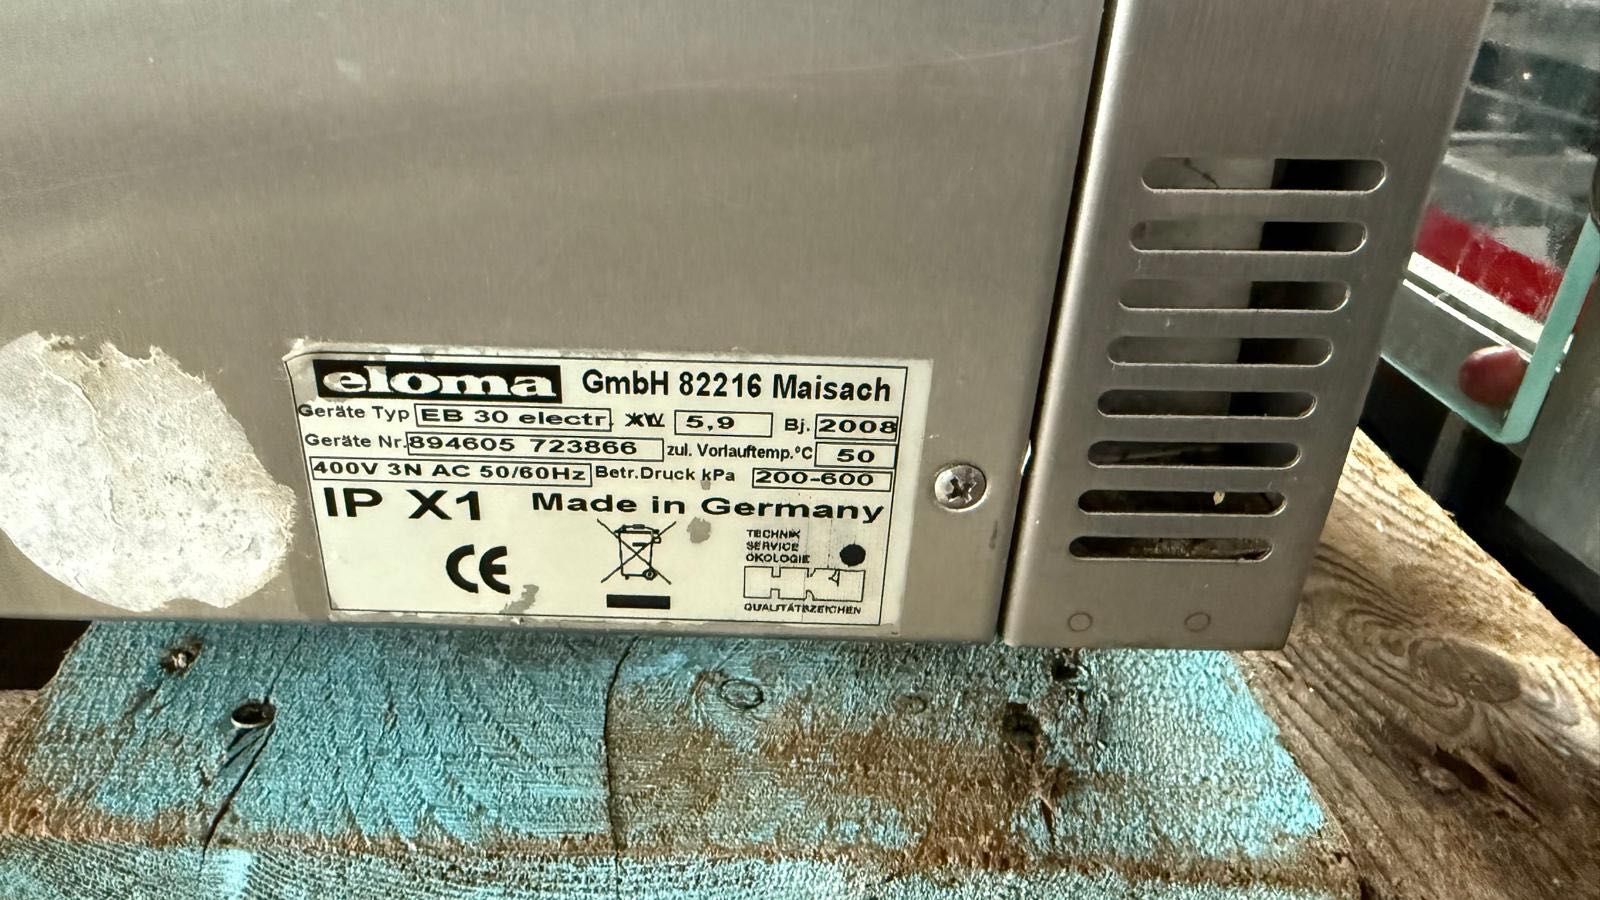 eloma GmbH 82216 Maisach
Geräte Typ EB 30 electr. KW 5,9 Bj. 2008
Geräte Nr. 894605 723866 zul. Vorlauftemp.°C 50
400V 3N AC 50/60Hz Betr.Druck kPa 200-600
IP X1 Made in Germany
CE
TECHNIK
SERVICE
ÖKOLOGIE
QUALITÄTSZEICHEN